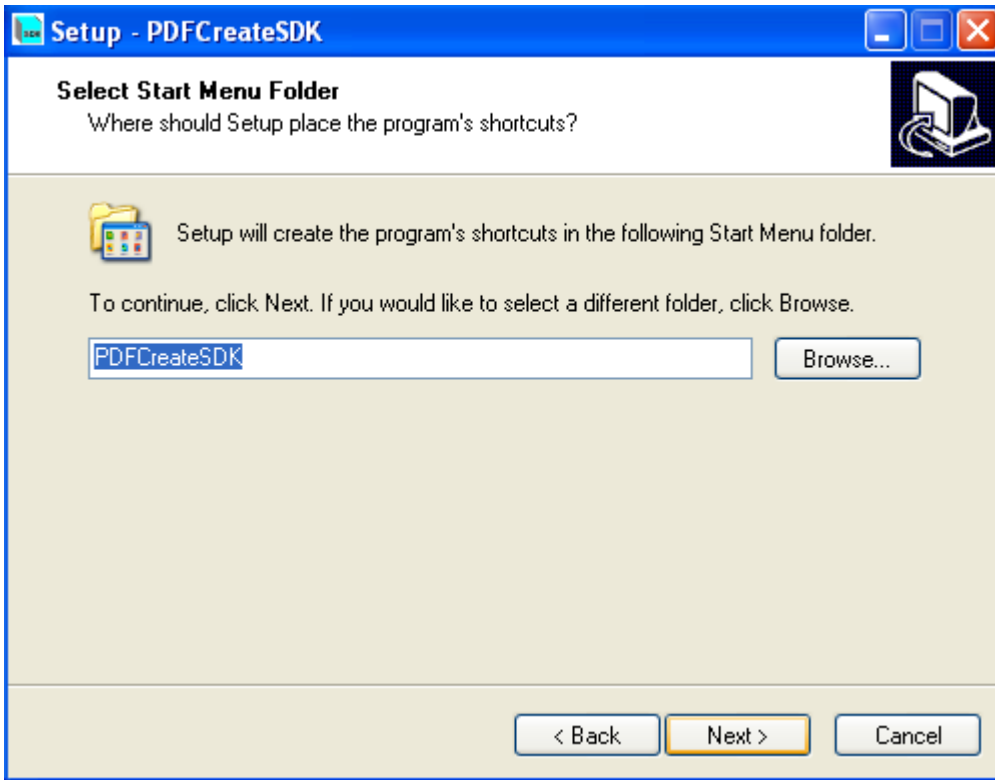 Setup - PDFCreateSDK
Select Start Menu Folder
Where should Setup place the program's shortcuts?
Setup will create the program's shortcuts in the following Start Menu folder.
To continue, click Next. If you would like to select a different folder, click Browse.
PDFCreateSDK
Browse...
< Back
Next >
Cancel